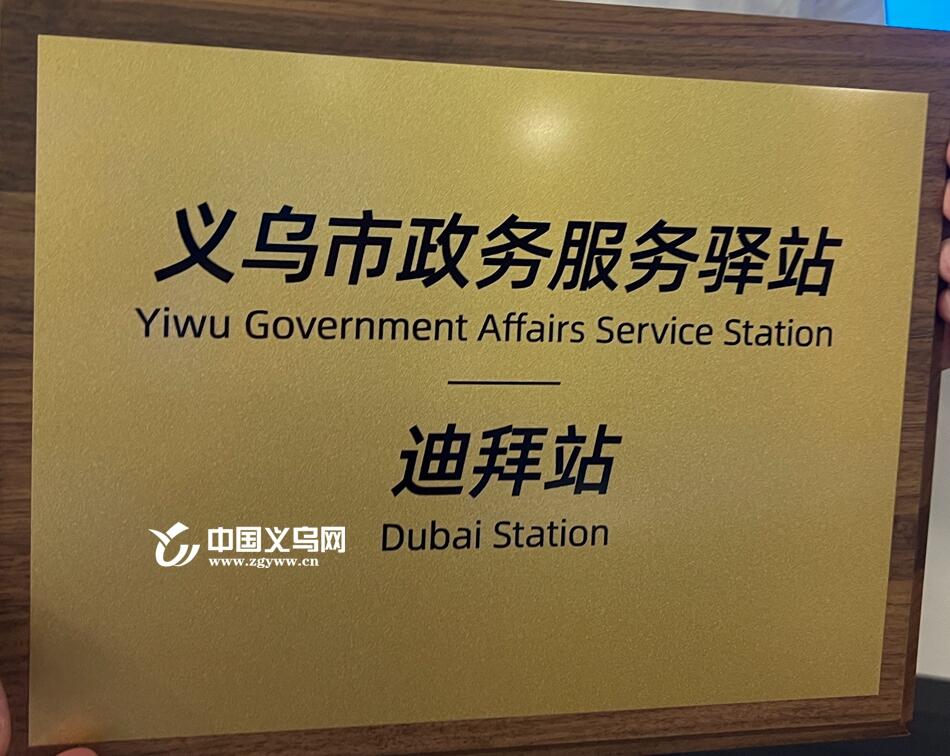 义乌市政务服务驿站
Yiwu Government Affairs Service Station
迪拜站
Dubai Station
中国义乌网
www.zgyww.cn